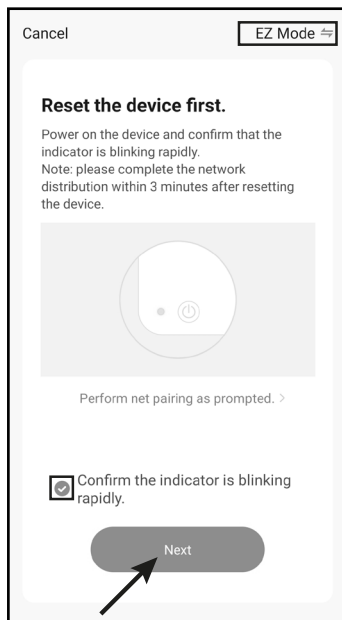 Cancel
EZ Mode
Reset the device first.
Power on the device and confirm that the
indicator is blinking rapidly.
Note: please complete the network
distribution within 3 minutes after resetting
the device.
Perform net pairing as prompted. >
Confirm the indicator is blinking
rapidly.
Next